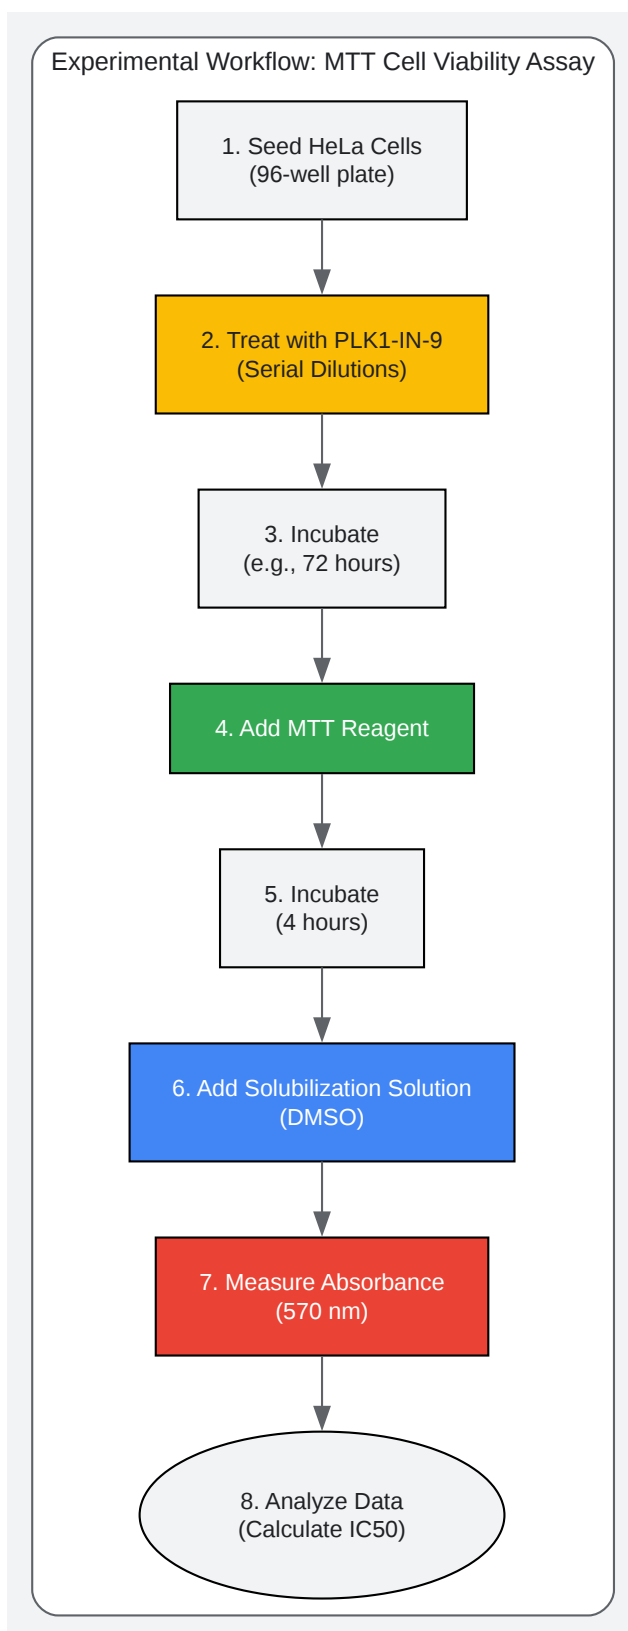 Experimental Workflow: MTT Cell Viability Assay
1. Seed HeLa Cells
(96-well plate)
2. Treat with PLK1-IN-9
(Serial Dilutions)
3. Incubate
(e.g., 72 hours)
4. Add MTT Reagent
5. Incubate
(4 hours)
6. Add Solubilization Solution
(DMSO)
7. Measure Absorbance
(570 nm)
8. Analyze Data
(Calculate IC50)